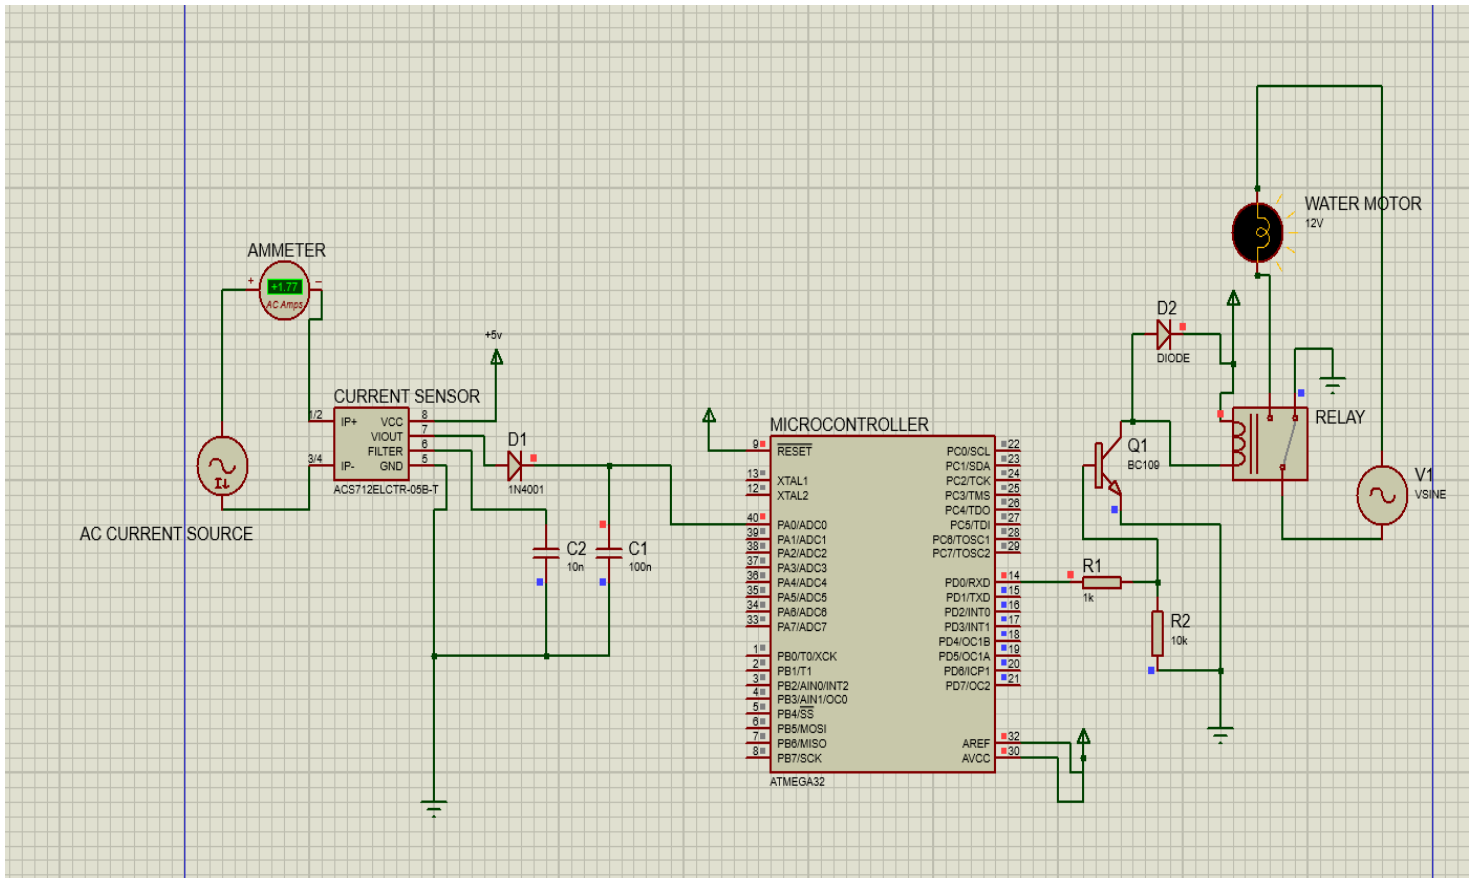 WATER MOTOR
12V
AMMETER
+
+1.77
−
AC Amps
+5v
D2
DIODE
CURRENT SENSOR
1/2
IP+
VCC
8
VIOUT
7
FILTER
6
3/4
IP-
GND
5
ACS712ELCTR-05B-T
D1
1N4001
AC CURRENT SOURCE
C2
10n
C1
100n
MICROCONTROLLER
9
RESET
13
XTAL1
12
XTAL2
40
PA0/ADC0
39
PA1/ADC1
38
PA2/ADC2
37
PA3/ADC3
36
PA4/ADC4
35
PA5/ADC5
34
PA6/ADC6
33
PA7/ADC7
1
PB0/T0/XCK
2
PB1/T1
3
PB2/AIN0/INT2
4
PB3/AIN1/OC0
5
PB4/SS
6
PB5/MOSI
7
PB6/MISO
8
PB7/SCK
PC0/SCL
22
PC1/SDA
23
PC2/TCK
24
PC3/TMS
25
PC4/TDO
26
PC5/TDI
27
PC6/TOSC1
28
PC7/TOSC2
29
PD0/RXD
14
PD1/TXD
15
PD2/INT0
16
PD3/INT1
17
PD4/OC1B
18
PD5/OC1A
19
PD6/ICP1
20
PD7/OC2
21
AREF
32
AVCC
30
ATMEGA32
Q1
BC109
RELAY
V1
VSINE
R1
1k
R2
10k